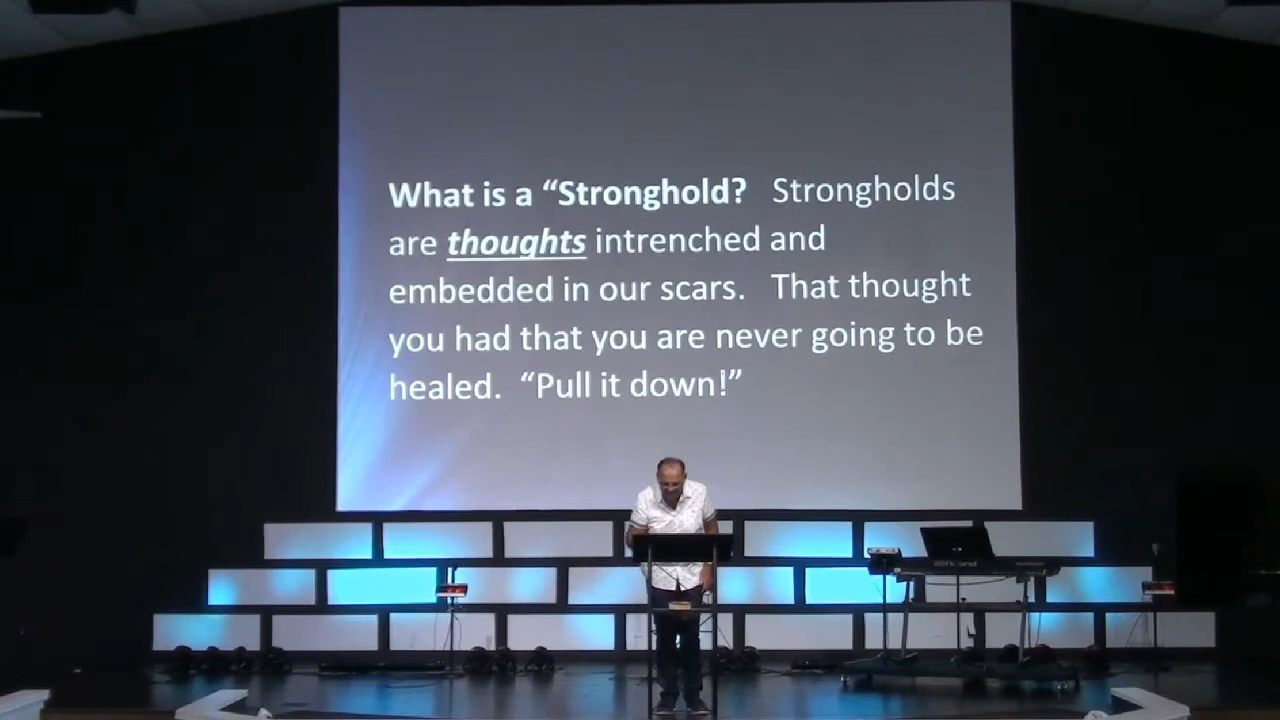 What is a “Stronghold? Strongholds
are thoughts intrenched and
embedded in our scars. That thought
you had that you are never going to be
healed. “Pull it down!”
Roland